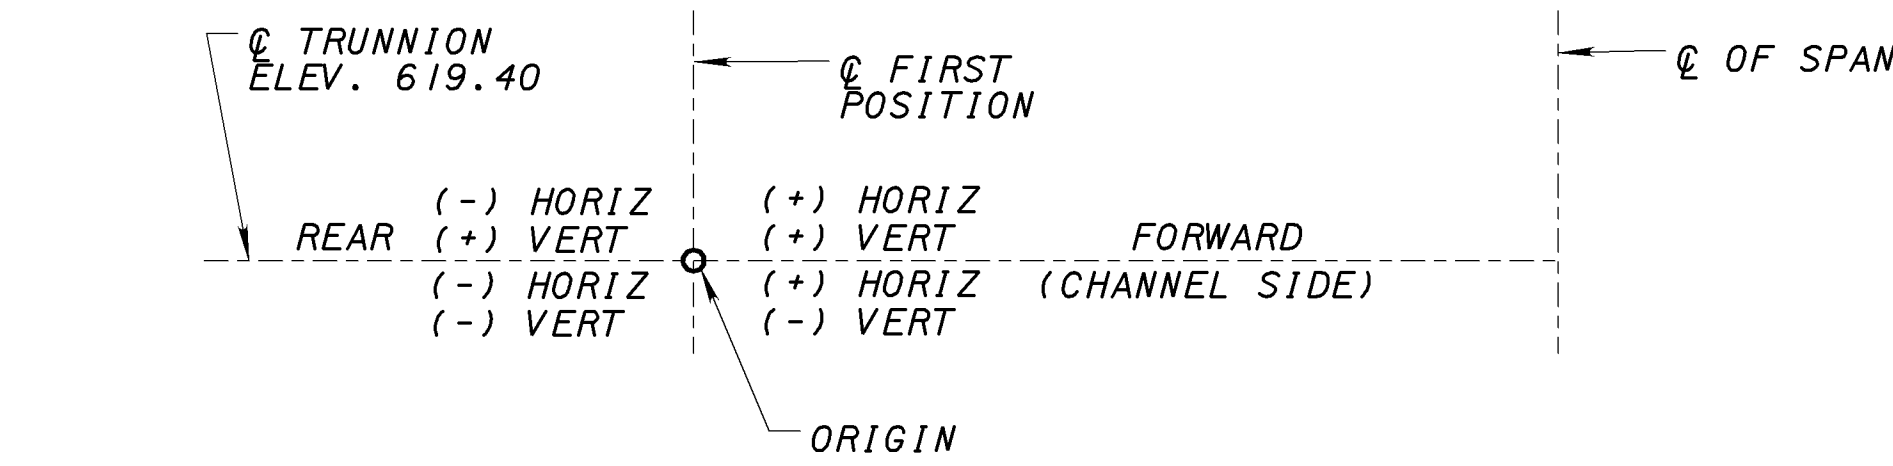 ℄ TRUNNION
ELEV. 619.40
℄ FIRST
POSITION
℄ OF SPAN
(-) HORIZ
REAR (+) VERT
(-) HORIZ
(-) VERT
(+) HORIZ
(+) VERT
(+) HORIZ
(-) VERT
FORWARD
(CHANNEL SIDE)
ORIGIN